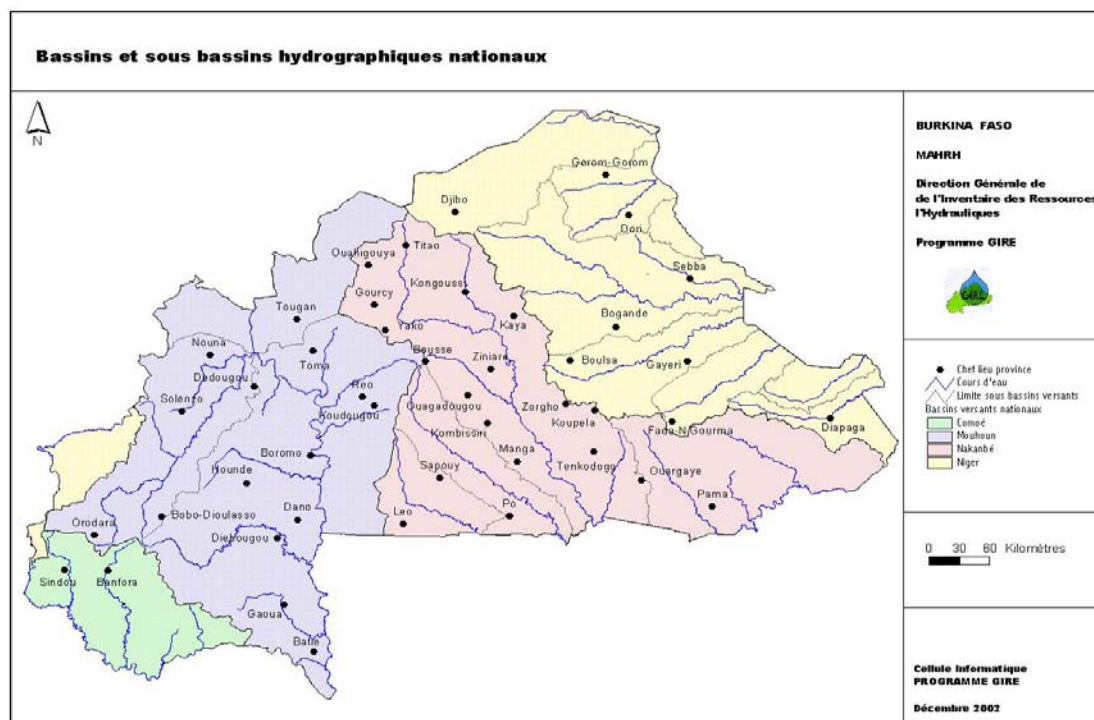 Bassins et sous bassins hydrographiques nationaux
N
Gorom-Gorom
Djibo
Dori
Titao
Ouahigouya
Sebba
Kongoussi
Gourcy
Tougan
Kaya
Bogande
Yako
Nouna
Toma
Bousse
Ziniare
Boulsa
Gayeri
Dedougou
Reo
Solenzo
Ouagadougou
Zorgho
Koudougou
Koupela
Fada-N'Gourma
Diapaga
Kombissiri
Boromo
Manga
Hounde
Sapouy
Tenkodogo
Ouargaye
Pama
Bobo-Dioulasso
Dano
Leo
Po
Orodara
Diebougou
Sindou
Banfora
Gaoua
Batie
BURKINA FASO
MAHRH
Direction Générale de
de l'Inventaire des Ressources
l'Hydrauliques
Programme GIRE
GIRE
Chef lieu province
Cours d'eau
Limite sous bassins versants
Bassins versants nationaux
Comoé
Mouhoun
Nakanbé
Niger
0 30 60 Kilomètres
Cellule Informatique
PROGRAMME GIRE
Décembre 2002